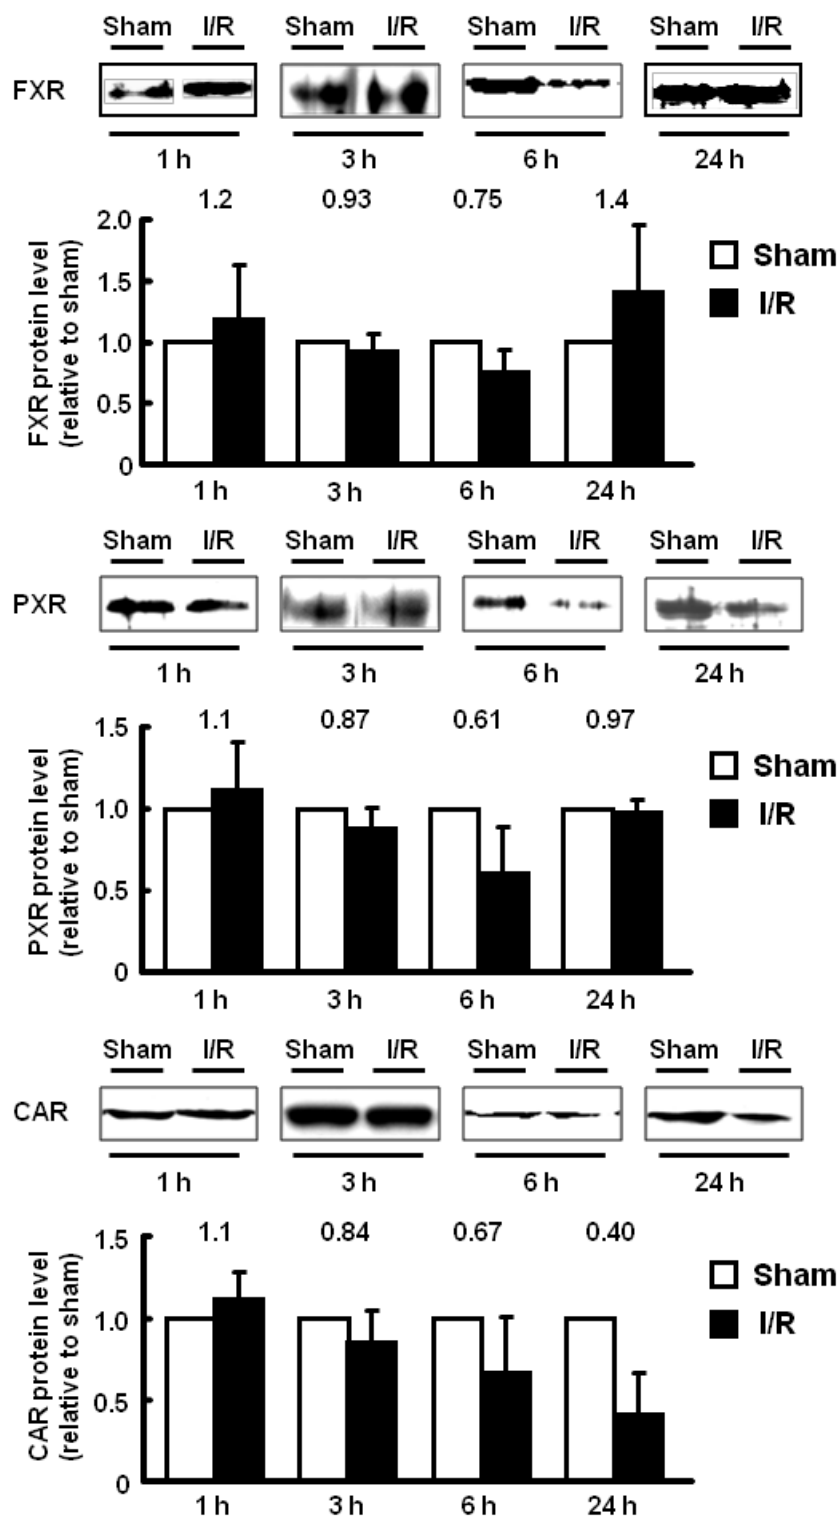 Sham I/R Sham I/R Sham I/R Sham I/R
FXR
1 h 3 h 6 h 24 h
1.2 0.93 0.75 1.4
FXR protein level
(relative to sham)
2.0
1.5
1.0
0.5
0
Sham
I/R
1 h 3 h 6 h 24 h
Sham I/R Sham I/R Sham I/R Sham I/R
PXR
1 h 3 h 6 h 24 h
1.1 0.87 0.61 0.97
PXR protein level
(relative to sham)
1.5
1.0
0.5
0
Sham
I/R
1 h 3 h 6 h 24 h
Sham I/R Sham I/R Sham I/R Sham I/R
CAR
1 h 3 h 6 h 24 h
1.1 0.84 0.67 0.40
CAR protein level
(relative to sham)
1.5
1.0
0.5
0
Sham
I/R
1 h 3 h 6 h 24 h